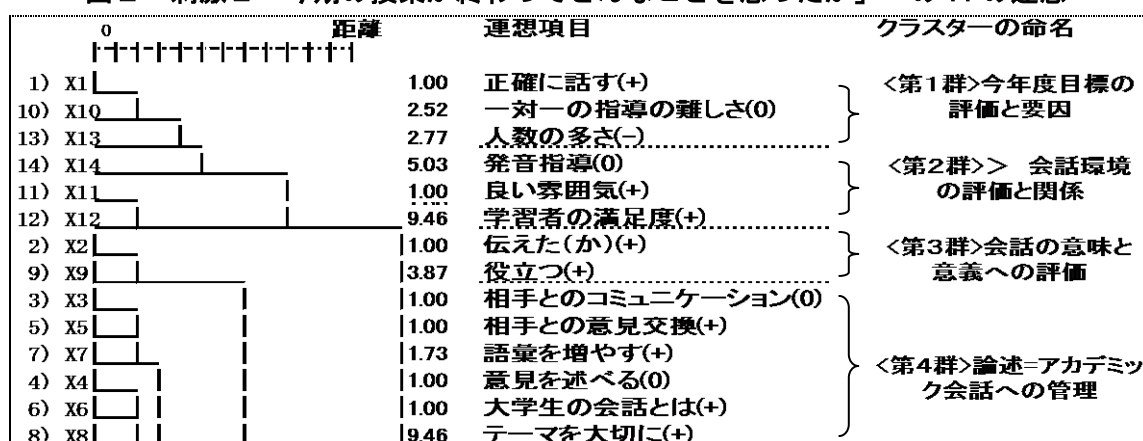 0 距離 連想項目 クラスターの命名
1) X1 1.00 正確に話す(+) <第1群>今年度目標の
10) X10 2.52 一対一の指導の難しさ(0) 評価と要因
13) X13 2.77 人数の多さ(-)
14) X14 5.03 発音指導(0) <第2群>> 会話環境
11) X11 1.00 良い雰囲気(+) の評価と関係
12) X12 9.46 学習者の満足度(+)
2) X2 1.00 伝えた(か)(+) <第3群>会話の意味と
9) X9 3.87 役立つ(+) 意義への評価
3) X3 1.00 相手とのコミュニケーション(0)
5) X5 1.00 相手との意見交換(+)
7) X7 1.73 語彙を増やす(+) <第4群>論述=アカデミッ
4) X4 1.00 意見を述べる(0) ク会話への管理
6) X6 1.00 大学生の会話とは(+)
8) X8 9.46 テーマを大切に(+)